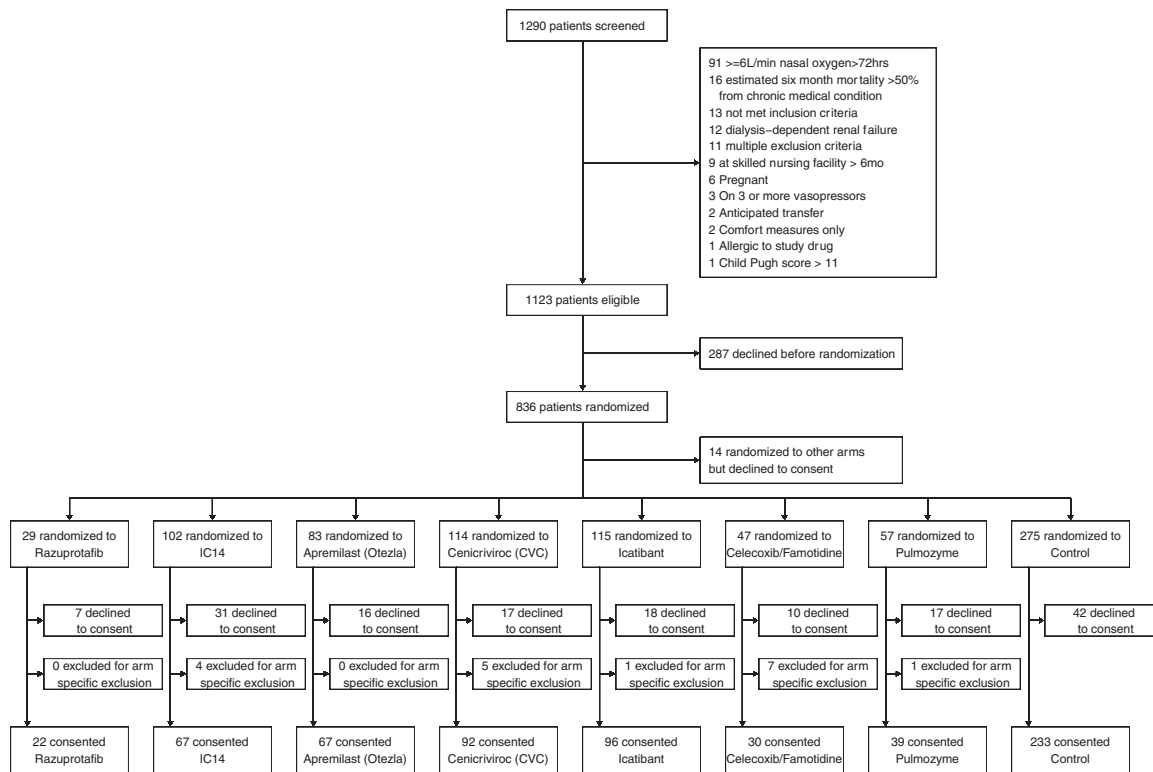 1290 patients screened
91 >=6L/min nasal oxygen>72hrs
16 estimated six month mortality >50%
from chronic medical condition
13 not met inclusion criteria
12 dialysis−dependent renal failure
11 multiple exclusion criteria
9 at skilled nursing facility > 6mo
6 Pregnant
3 On 3 or more vasopressors
2 Anticipated transfer
2 Comfort measures only
1 Allergic to study drug
1 Child Pugh score > 11
1123 patients eligible
287 declined before randomization
836 patients randomized
14 randomized to other arms
but declined to consent
29 randomized to
Razuprotafib
102 randomized to
IC14
83 randomized to
Apremilast (Otezla)
114 randomized to
Cenicriviroc (CVC)
115 randomized to
Icatibant
47 randomized to
Celecoxib/Famotidine
57 randomized to
Pulmozyme
275 randomized to
Control
7 declined
to consent
31 declined
to consent
16 declined
to consent
17 declined
to consent
18 declined
to consent
10 declined
to consent
17 declined
to consent
42 declined
to consent
0 excluded for arm
specific exclusion
4 excluded for arm
specific exclusion
0 excluded for arm
specific exclusion
5 excluded for arm
specific exclusion
1 excluded for arm
specific exclusion
7 excluded for arm
specific exclusion
1 excluded for arm
specific exclusion
22 consented
Razuprotafib
67 consented
IC14
67 consented
Apremilast (Otezla)
92 consented
Cenicriviroc (CVC)
96 consented
Icatibant
30 consented
Celecoxib/Famotidine
39 consented
Pulmozyme
233 consented
Control